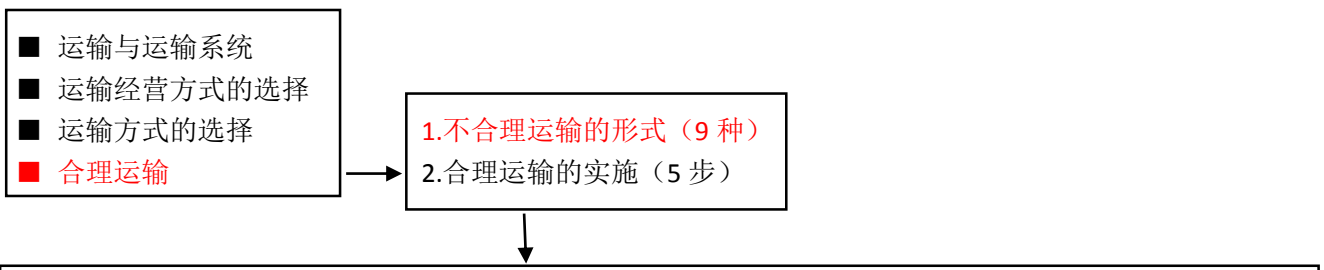 ■ 运输与运输系统
■ 运输经营方式的选择
■ 运输方式的选择
■ 合理运输
1.不合理运输的形式（9 种）
2.合理运输的实施（5 步）